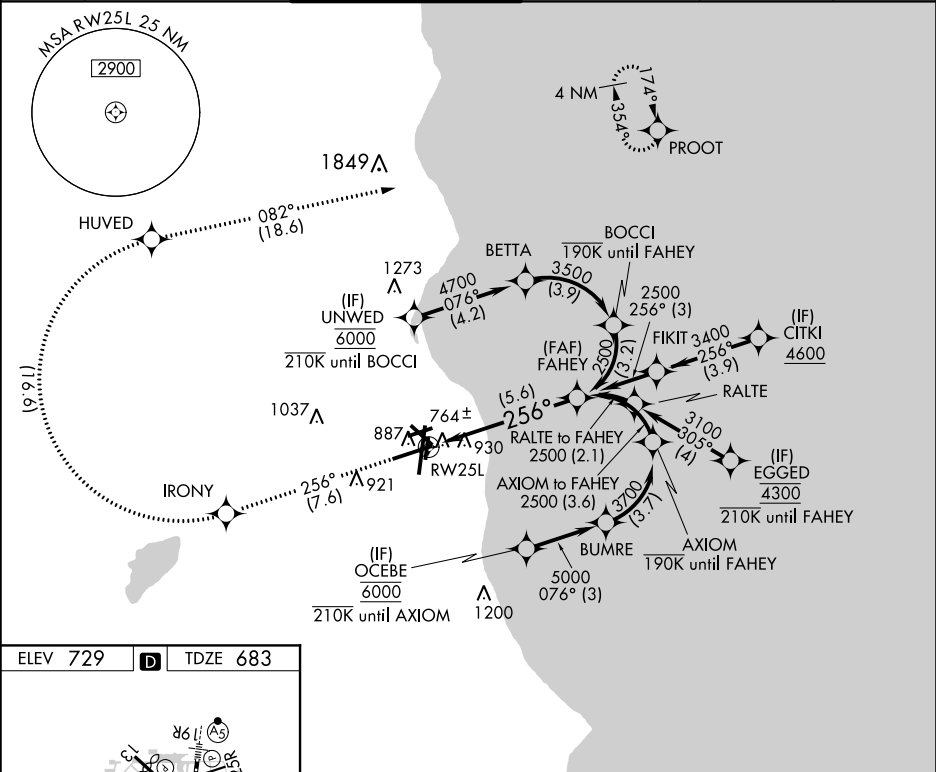 MSA RW25L 25 NM
2900
4 NM
174°
354°
PROOT
1849
HUVED
082°
(18.6)
BOCCI
190K until FAHEY
BETTA
1273
4700
076°
(4.2)
3500
(3.9)
2500
256° (3)
(IF)
UNWED
6000
210K until BOCCI
(FAF)
FAHEY
2500
(3.2)
FIKIT
3400
256°
(3.9)
(IF)
CITKI
4600
(16.6)
(5.6)
256°
RALTE
1037
764±
887
930
RW25L
RALTE to FAHEY
2500 (2.1)
3100
305°
(4)
(IF)
EGGED
4300
210K until FAHEY
AXIOM to FAHEY
2500 (3.6)
IRONY
256°
(7.6)
921
3700
(3.7)
BUMRE
AXIOM
190K until FAHEY
(IF)
OCEBE
6000
210K until AXIOM
5000
076° (3)
1200
ELEV 729 D TDZE 683
19R
A5
13
P
P
25R